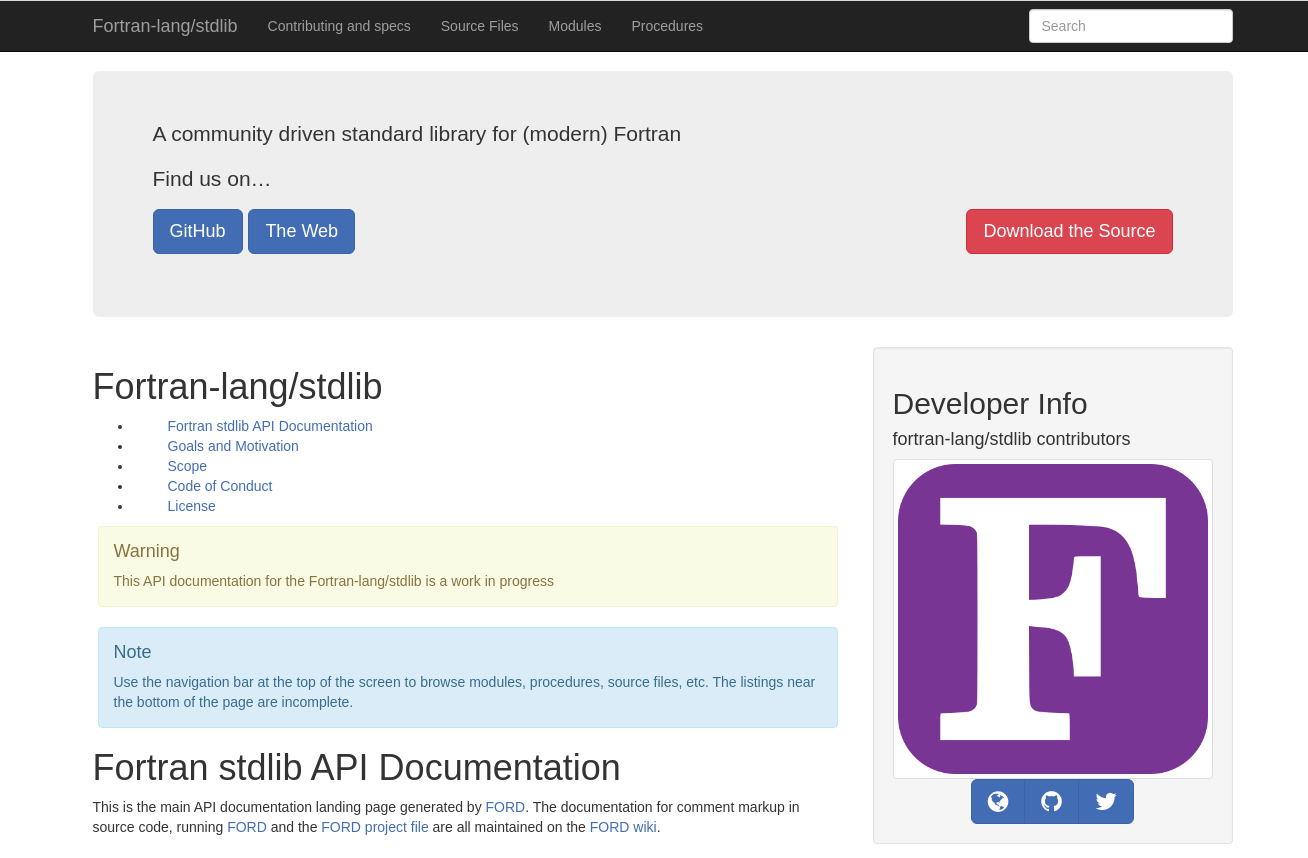 Fortran-lang/stdlib Contributing and specs Source Files Modules Procedures Search
A community driven standard library for (modern) Fortran
Find us on…
GitHub The Web Download the Source
Fortran-lang/stdlib
Fortran stdlib API Documentation
Goals and Motivation
Scope
Code of Conduct
License
Warning
This API documentation for the Fortran-lang/stdlib is a work in progress
Note
Use the navigation bar at the top of the screen to browse modules, procedures, source files, etc. The listings near
the bottom of the page are incomplete.
Fortran stdlib API Documentation
This is the main API documentation landing page generated by FORD. The documentation for comment markup in
source code, running FORD and the FORD project file are all maintained on the FORD wiki.
Developer Info
fortran-lang/stdlib contributors
F